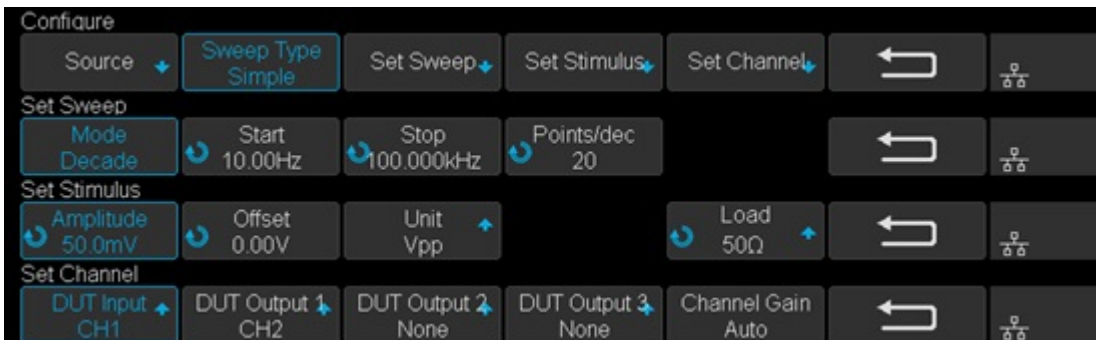 Configure
Source Sweep Type Set Sweep Set Stimulus Set Channel
Simple
Set Sweep
Mode Start Stop Points/dec
Decade 10.00Hz 100.000kHz 20
Set Stimulus
Amplitude Offset Unit Load
50.0mV 0.00V Vpp 50Ω
Set Channel
DUT Input DUT Output 1 DUT Output 2 DUT Output 3 Channel Gain
CH1 CH2 None None Auto